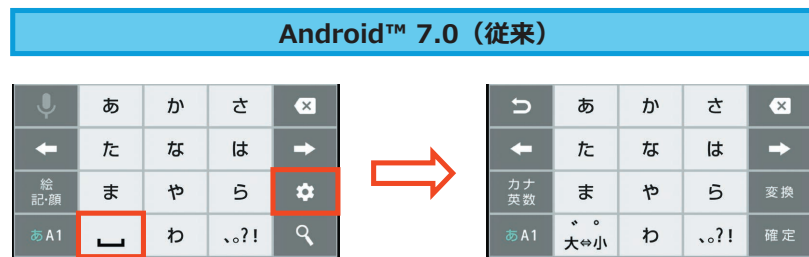 Android™ 7.0（従来）
あ か さ
た な は
絵
記・顔 ま や ら
あA1 わ 、。?!
あ か さ
た な は
カナ
英数 ま や ら 変換
あA1 ゛゜
大⇔小 わ 、。?! 確定